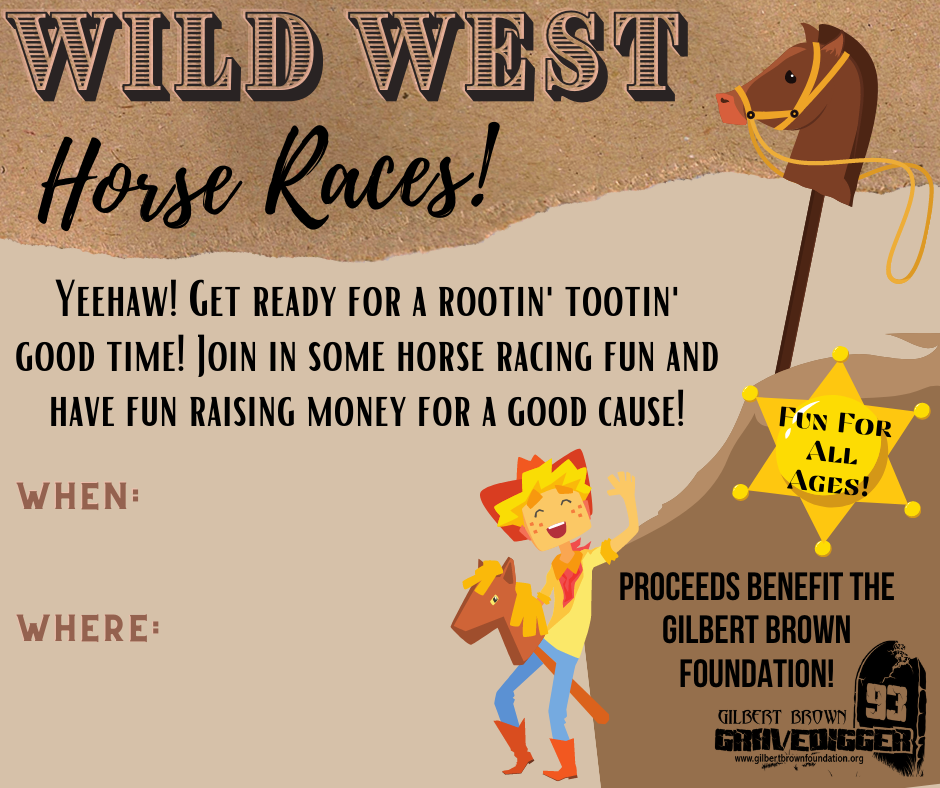 WILD WEST
Horse Races!
Yeehaw! Get ready for a rootin' tootin'
good time! Join in some horse racing fun and
have fun raising money for a good cause!
WHEN:
WHERE:
Fun For
All
Ages!
PROCEEDS BENEFIT THE
GILBERT BROWN
FOUNDATION!
93
GILBERT BROWN
GRAVEDIGGER
www.gilbertbrownfoundation.org